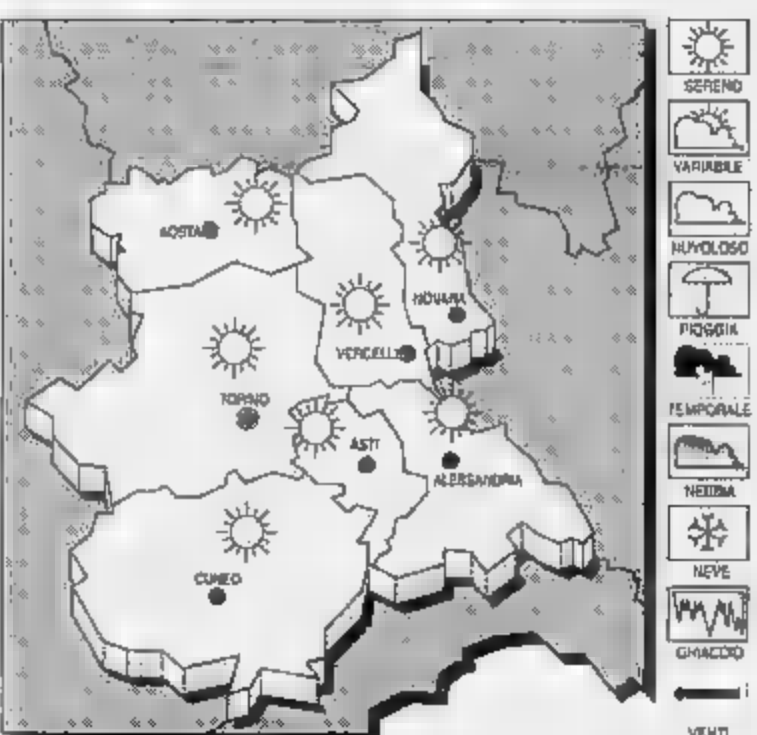 SERENO
VARIABILE
NUVOLOSO
PIOGGIA
TEMPORALE
NEBBIA
NEVE
GHIACCIO
VENTI
AOSTA
NOVARA
VERCELLI
TORINO
ASTI
ALESSANDRIA
CUNEO